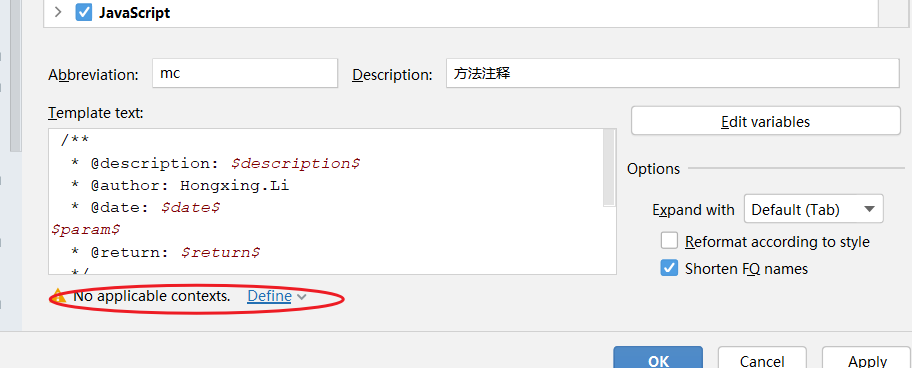 JavaScript
Abbreviation: mc Description: 方法注释
Template text:
Edit variables
/**
* @description: $description$
* @author: Hongxing.Li
* @date: $date$
$param$
* @return: $return$
*/
Options
Expand with Default (Tab)
Reformat according to style
Shorten FQ names
No applicable contexts. Define
OK Cancel Apply